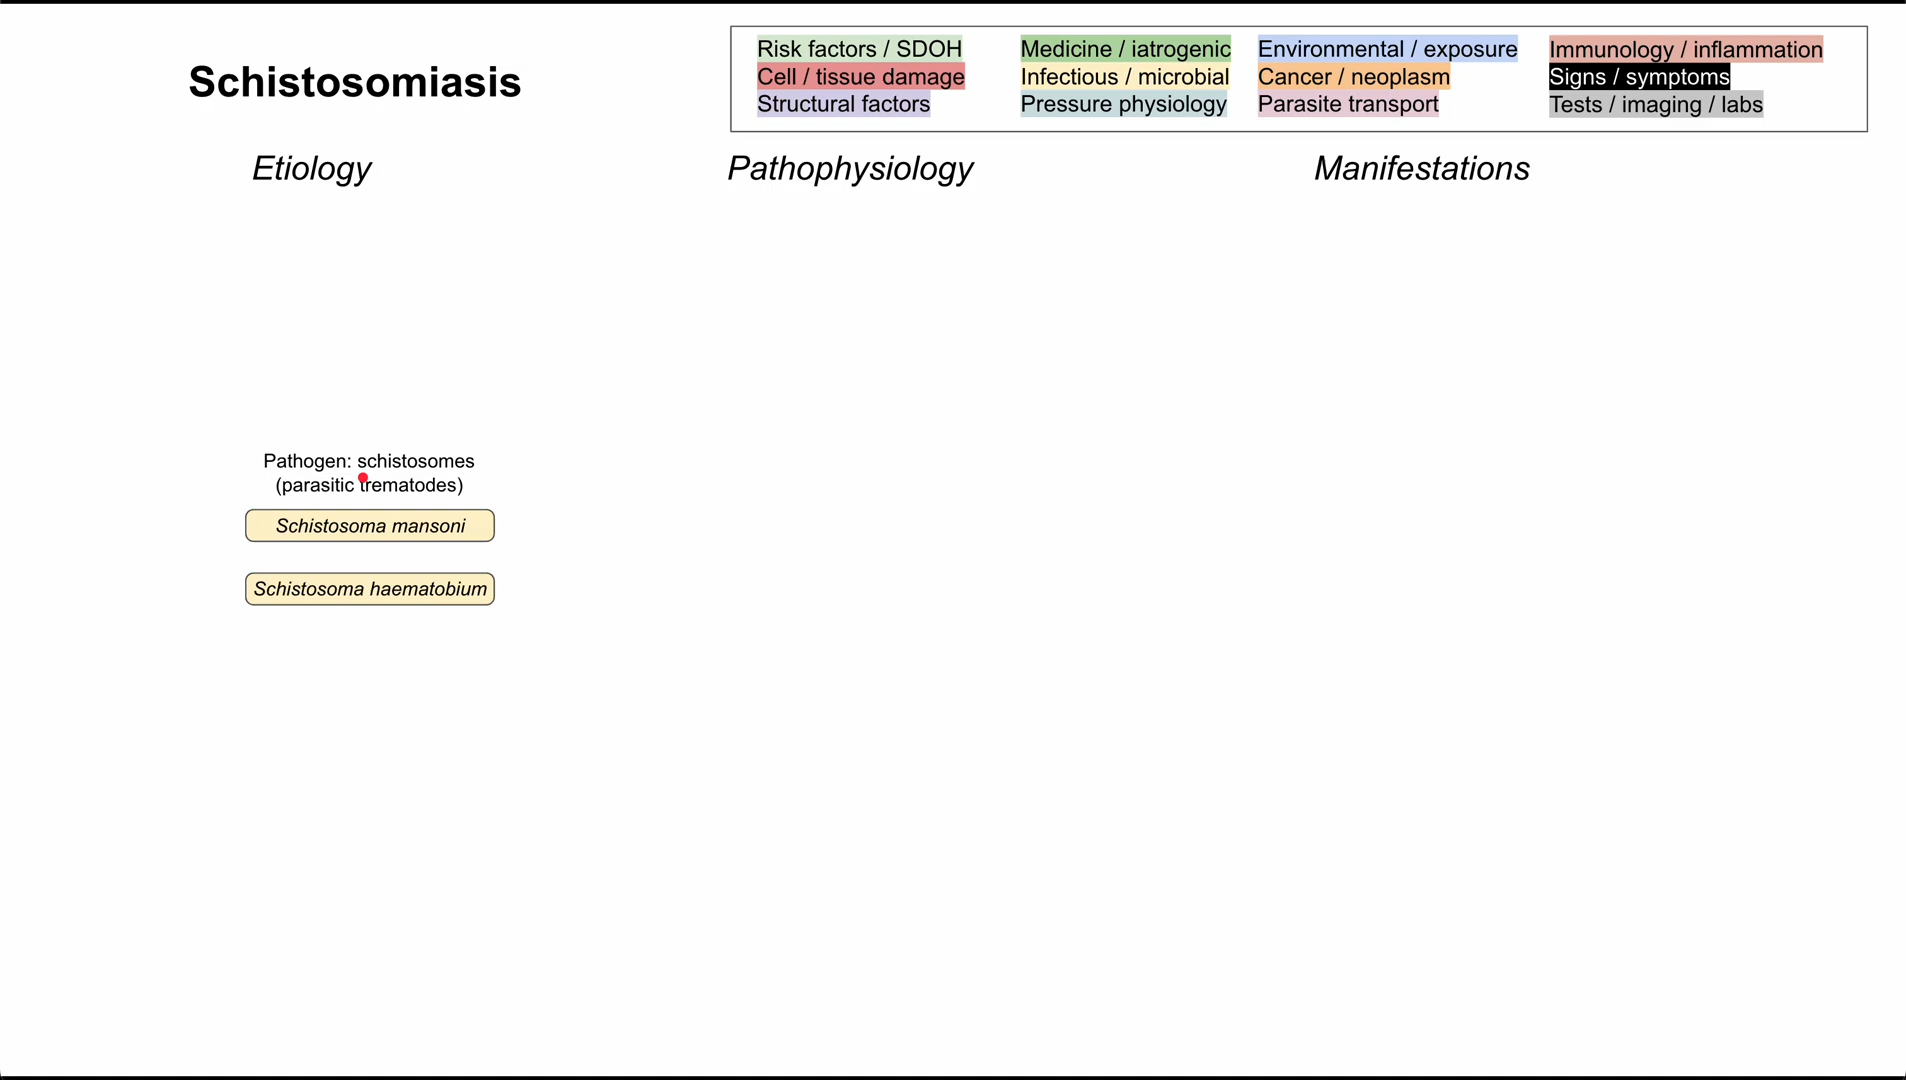 Schistosomiasis
Risk factors / SDOH
Cell / tissue damage
Structural factors
Medicine / iatrogenic
Infectious / microbial
Pressure physiology
Environmental / exposure
Cancer / neoplasm
Parasite transport
Immunology / inflammation
Signs / symptoms
Tests / imaging / labs
Etiology
Pathophysiology
Manifestations
Pathogen: schistosomes
(parasitic trematodes)
Schistosoma mansoni
Schistosoma haematobium